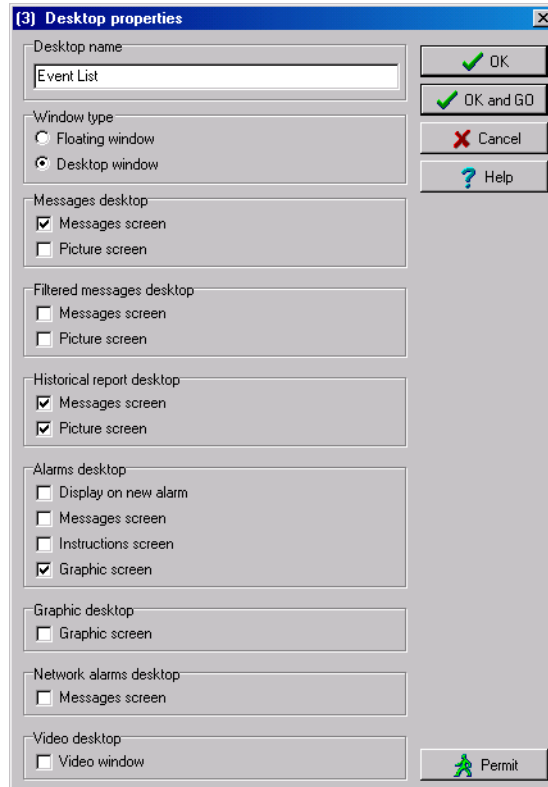 (3) Desktop properties
Desktop name
Event List
Window type
Floating window
Desktop window
Messages desktop
Messages screen
Picture screen
Filtered messages desktop
Messages screen
Picture screen
Historical report desktop
Messages screen
Picture screen
Alarms desktop
Display on new alarm
Messages screen
Instructions screen
Graphic screen
Graphic desktop
Graphic screen
Network alarms desktop
Messages screen
Video desktop
Video window
OK
OK and GO
Cancel
Help
Permit